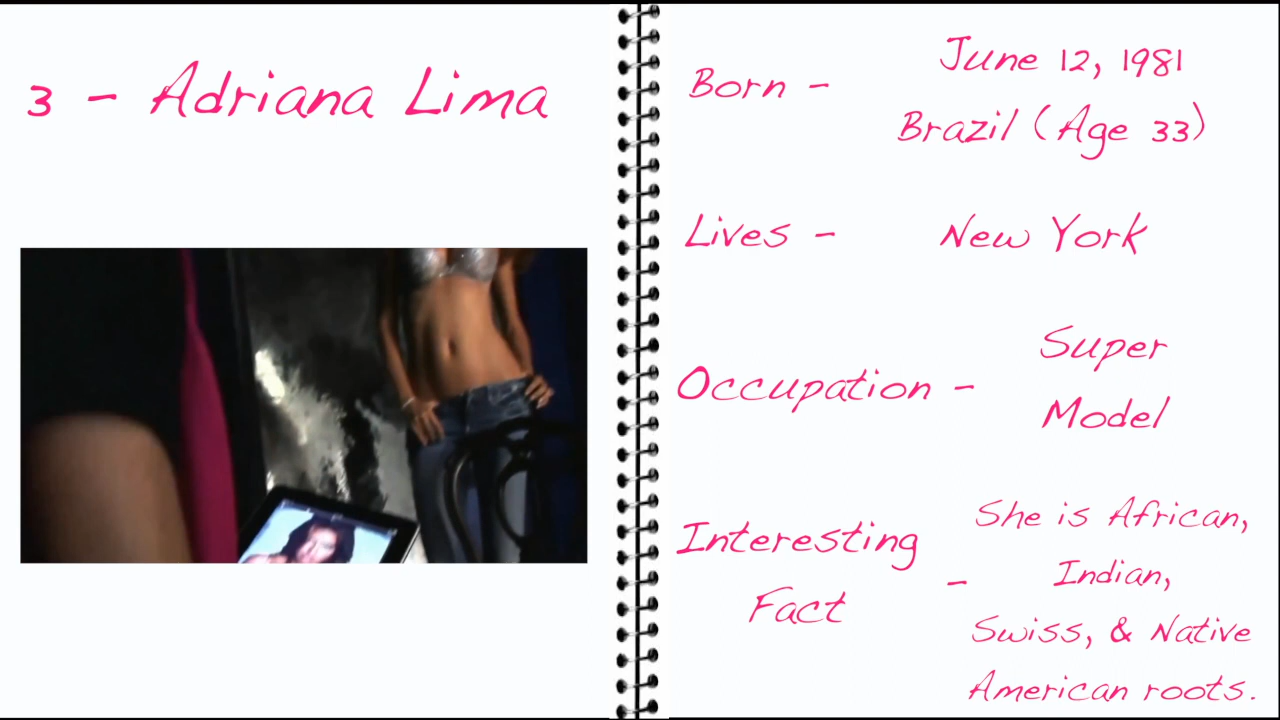 3 - Adriana Lima
Born - June 12, 1981
Brazil (Age 33)
Lives - New York
Occupation - Super
Model
Interesting
Fact - She is African,
Indian,
Swiss, & Native
American roots.